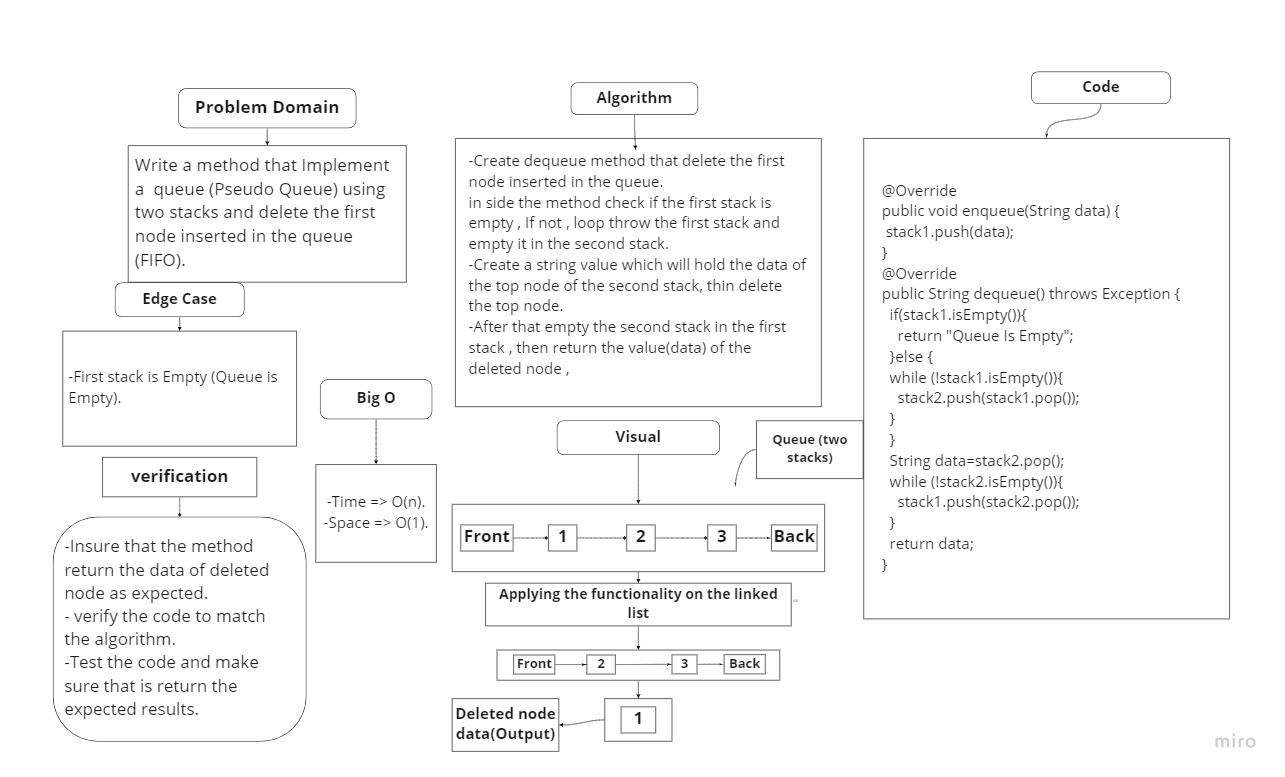 Problem Domain
Write a method that Implement
a queue (Pseudo Queue) using
two stacks and delete the first
node inserted in the queue
(FIFO).
Edge Case
-First stack is Empty (Queue is
Empty).
Big O
-Time => O(n).
-Space => O(1).
verification
-Insure that the method
return the data of deleted
node as expected.
- verify the code to match
the algorithm.
-Test the code and make
sure that is return the
expected results.
Algorithm
-Create dequeue method that delete the first
node inserted in the queue.
in side the method check if the first stack is
empty , If not , loop throw the first stack and
empty it in the second stack.
-Create a string value which will hold the data of
the top node of the second stack, thin delete
the top node.
-After that empty the second stack in the first
stack , then return the value(data) of the
deleted node ,
Visual
Queue (two
stacks)
Front 1 2 3 Back
Applying the functionality on the linked
list
Front 2 3 Back
Deleted node
data(Output)
1
Code
@Override
public void enqueue(String data) {
stack1.push(data);
}
@Override
public String dequeue() throws Exception {
if(stack1.isEmpty()){
return "Queue Is Empty";
}else {
while (!stack1.isEmpty()){
stack2.push(stack1.pop());
}
}
String data=stack2.pop();
while (!stack2.isEmpty()){
stack1.push(stack2.pop());
}
return data;
}
miro